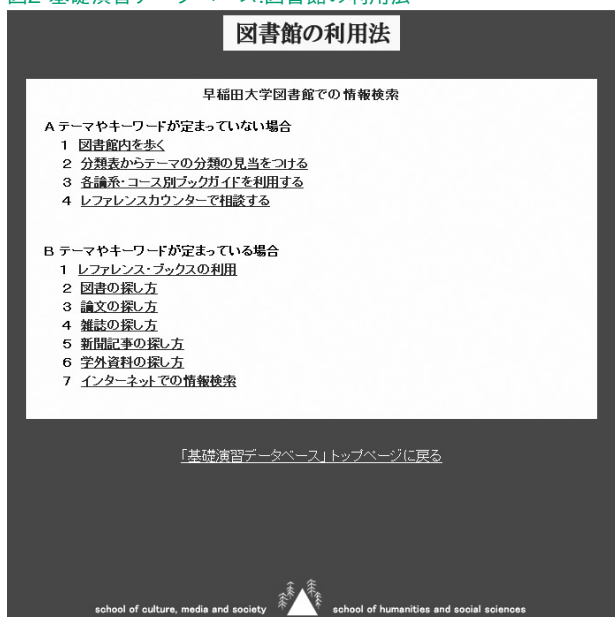 図2 基礎演習データベース:図書館の利用法
図書館の利用法
早稲田大学図書館での情報検索
A テーマやキーワードが定まっていない場合
1 図書館内を歩く
2 分類表からテーマの分類の見当をつける
3 各論系・コース別ブックガイドを利用する
4 レファレンスカウンターで相談する
B テーマやキーワードが定まっている場合
1 レファレンス・ブックスの利用
2 図書の探し方
3 論文の探し方
4 雑誌の探し方
5 新聞記事の探し方
6 学外資料の探し方
7 インターネットでの情報検索
「基礎演習データベース」トップページに戻る
school of culture, media and society school of humanities and social sciences